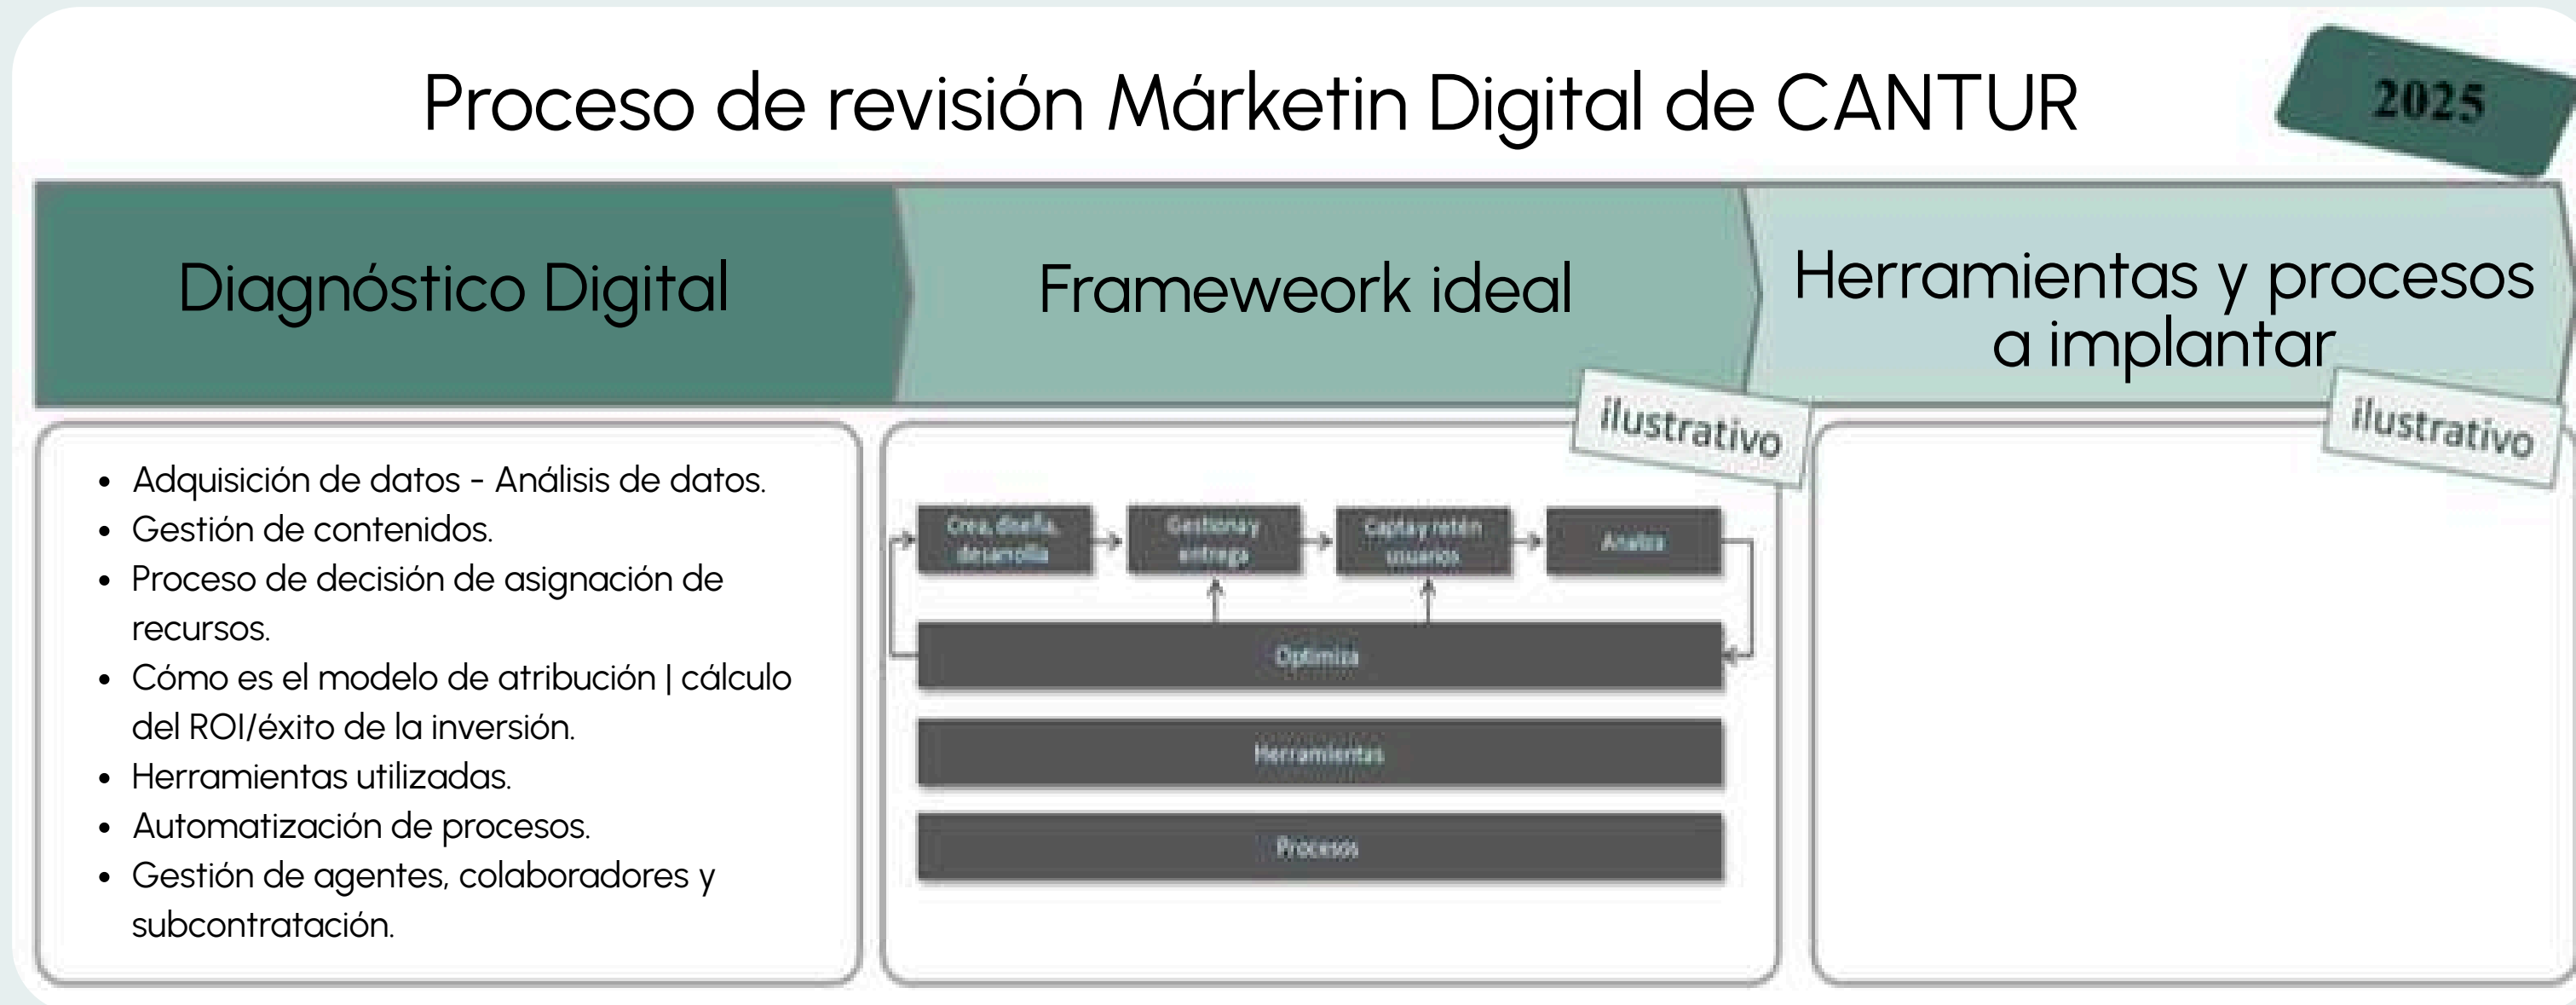 Proceso de revisión Márketin Digital de CANTUR
2025
Diagnóstico Digital
Frameweork ideal
Herramientas y procesos
a implantar
ilustrativo
ilustrativo
• Adquisición de datos - Análisis de datos.
• Gestión de contenidos.
• Proceso de decisión de asignación de
recursos.
• Cómo es el modelo de atribución | cálculo
del ROI/éxito de la inversión.
• Herramientas utilizadas.
• Automatización de procesos.
• Gestión de agentes, colaboradores y
subcontratación.
Crea, diseña,
desarrolla
Gestiona y
entrega
Capta y retén
usuarios
Analiza
Optimiza
Herramientas
Procesos